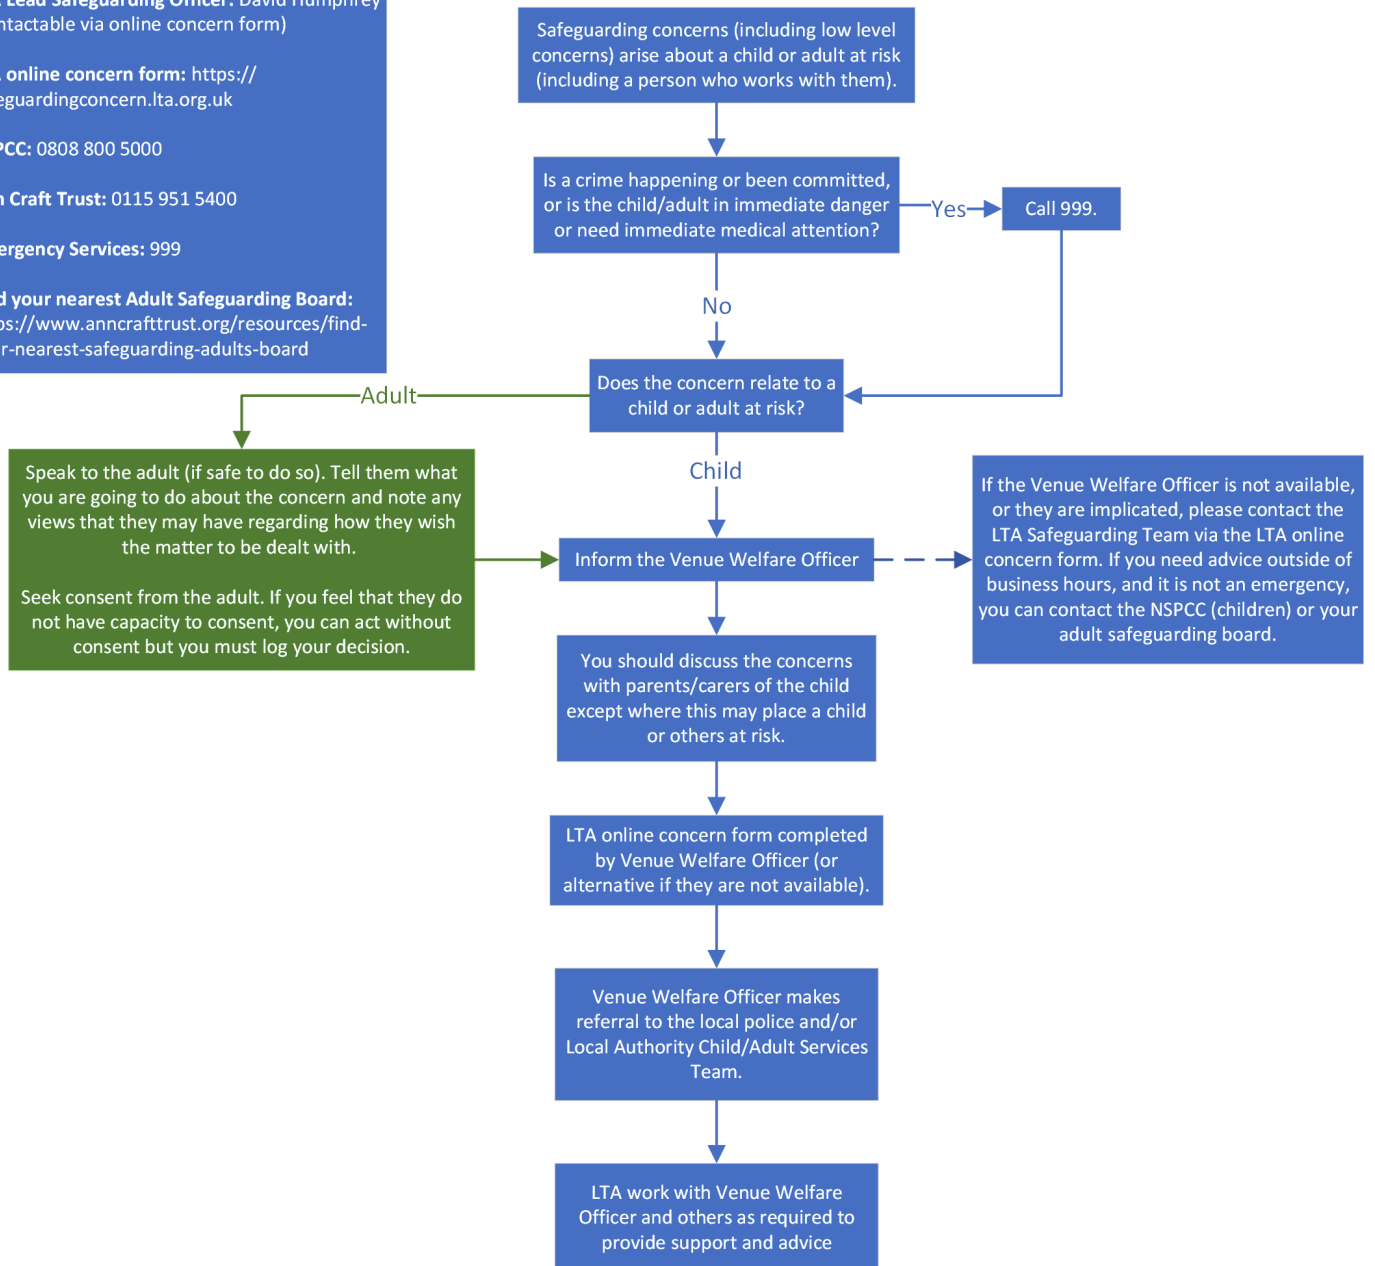 Lead Safeguarding Officer: David Humphrey
ntactable via online concern form)
online concern form: https://
eguardingconcern.lta.org.uk
PCC: 0808 800 5000
n Craft Trust: 0115 951 5400
ergency Services: 999
d your nearest Adult Safeguarding Board:
ps://www.anncrafttrust.org/resources/find-
r-nearest-safeguarding-adults-board
Safeguarding concerns (including low level
concerns) arise about a child or adult at risk
(including a person who works with them).
Is a crime happening or been committed,
or is the child/adult in immediate danger
or need immediate medical attention?
Yes
Call 999.
No
Does the concern relate to a
child or adult at risk?
Adult
Child
Speak to the adult (if safe to do so). Tell them what
you are going to do about the concern and note any
views that they may have regarding how they wish
the matter to be dealt with.
Seek consent from the adult. If you feel that they do
not have capacity to consent, you can act without
consent but you must log your decision.
Inform the Venue Welfare Officer
If the Venue Welfare Officer is not available,
or they are implicated, please contact the
LTA Safeguarding Team via the LTA online
concern form. If you need advice outside of
business hours, and it is not an emergency,
you can contact the NSPCC (children) or your
adult safeguarding board.
You should discuss the concerns
with parents/carers of the child
except where this may place a child
or others at risk.
LTA online concern form completed
by Venue Welfare Officer (or
alternative if they are not available).
Venue Welfare Officer makes
referral to the local police and/or
Local Authority Child/Adult Services
Team.
LTA work with Venue Welfare
Officer and others as required to
provide support and advice